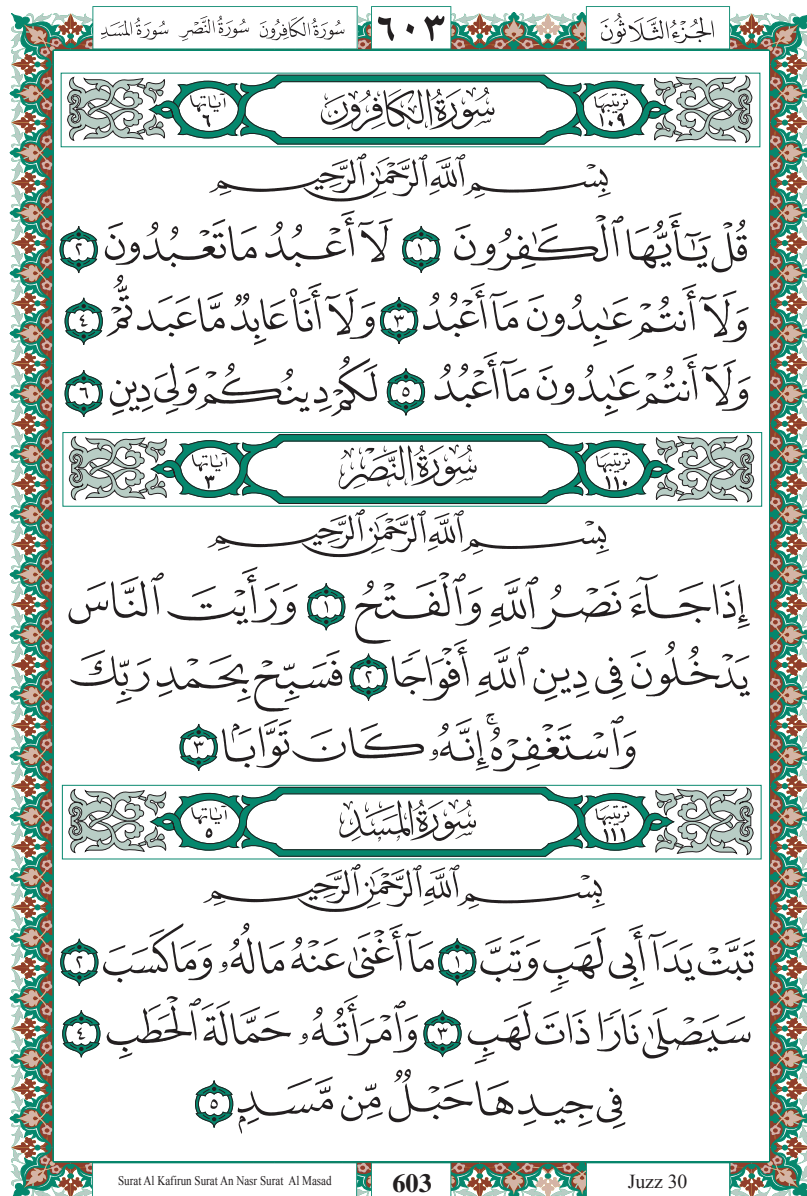 الجُزْءُ الثَّلَاثُونَ ٦٠٣ سُورَةُ الكَافِرُونَ سُورَةُ النَّصْرِ سُورَةُ المَسَدِ
ترتيبها ١٠٩ سُورَةُ الكَافِرُونَ آياتها ٦
بِسْمِ ٱللَّهِ ٱلرَّحْمَٰنِ ٱلرَّحِيمِ
قُلْ يَٰٓأَيُّهَا ٱلْكَٰفِرُونَ ١ لَآ أَعْبُدُ مَا تَعْبُدُونَ ٢
وَلَآ أَنتُمْ عَٰبِدُونَ مَآ أَعْبُدُ ٣ وَلَآ أَنَا۠ عَابِدٌ مَّا عَبَدتُّمْ ٤
وَلَآ أَنتُمْ عَٰبِدُونَ مَآ أَعْبُدُ ٥ لَكُمْ دِينُكُمْ وَلِيَ دِينِ ٦
ترتيبها ١١٠ سُورَةُ النَّصْرِ آياتها ٣
بِسْمِ ٱللَّهِ ٱلرَّحْمَٰنِ ٱلرَّحِيمِ
إِذَا جَآءَ نَصْرُ ٱللَّهِ وَٱلْفَتْحُ ١ وَرَأَيْتَ ٱلنَّاسَ
يَدْخُلُونَ فِى دِينِ ٱللَّهِ أَفْوَاجًا ٢ فَسَبِّحْ بِحَمْدِ رَبِّكَ
وَٱسْتَغْفِرْهُ ۚ إِنَّهُۥ كَانَ تَوَّابًۢا ٣
ترتيبها ١١١ سُورَةُ المَسَدِ آياتها ٥
بِسْمِ ٱللَّهِ ٱلرَّحْمَٰنِ ٱلرَّحِيمِ
تَبَّتْ يَدَآ أَبِى لَهَبٍ وَتَبَّ ١ مَآ أَغْنَىٰ عَنْهُ مَالُهُۥ وَمَا كَسَبَ ٢
سَيَصْلَىٰ نَارًا ذَاتَ لَهَبٍ ٣ وَٱمْرَأَتُهُۥ حَمَّالَةَ ٱلْحَطَبِ ٤
فِى جِيدِهَا حَبْلٌ مِّن مَّسَدٍۭ ٥
Surat Al Kafirun Surat An Nasr Surat Al Masad 603 Juzz 30